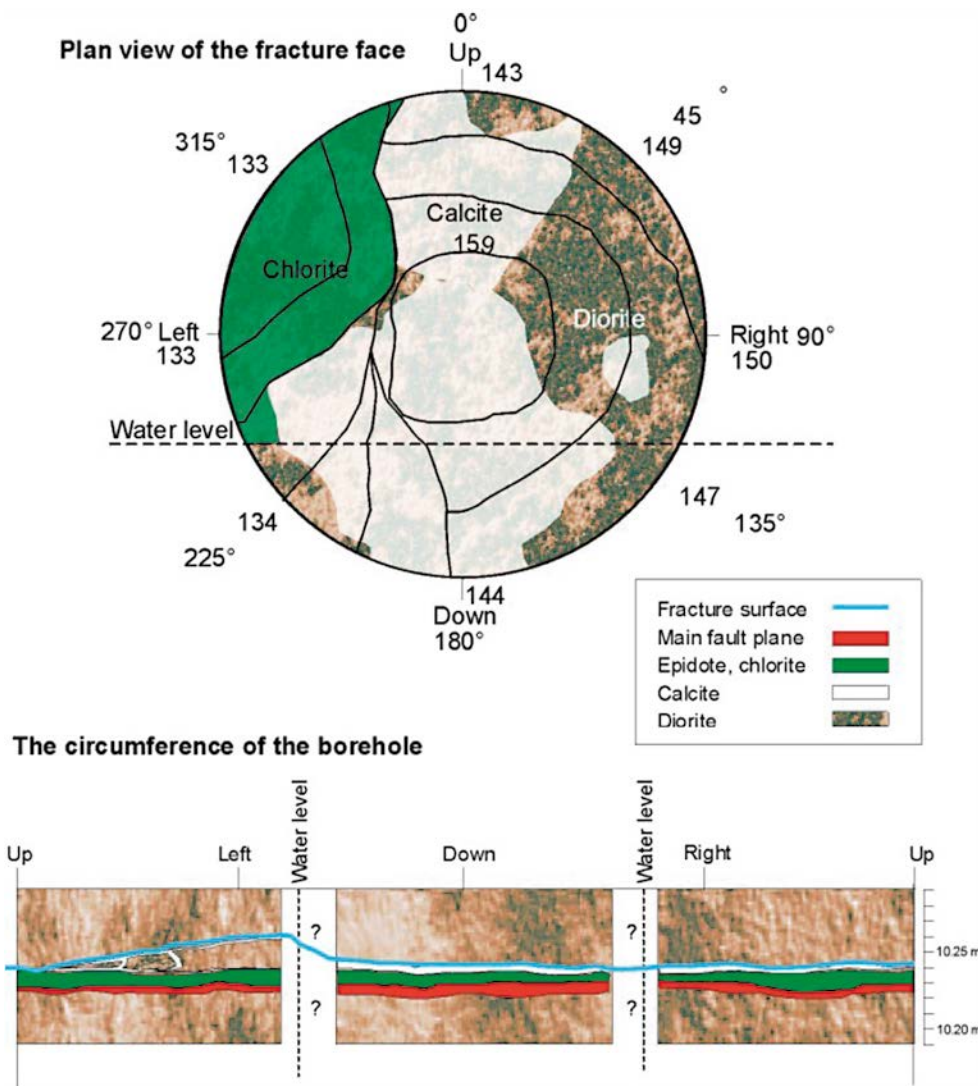 0°
Plan view of the fracture face
Up
143
°
45
149
315°
133
Calcite
159
Chlorite
Diorite
270° Left
133
Right 90°
150
Water level
147
135°
134
225°
144
Down
180°
Fracture surface
Main fault plane
Epidote, chlorite
Calcite
Diorite
The circumference of the borehole
Water level
Water level
Up
Left
Down
Right
Up
?
?
10.25 m
?
?
10.20 m